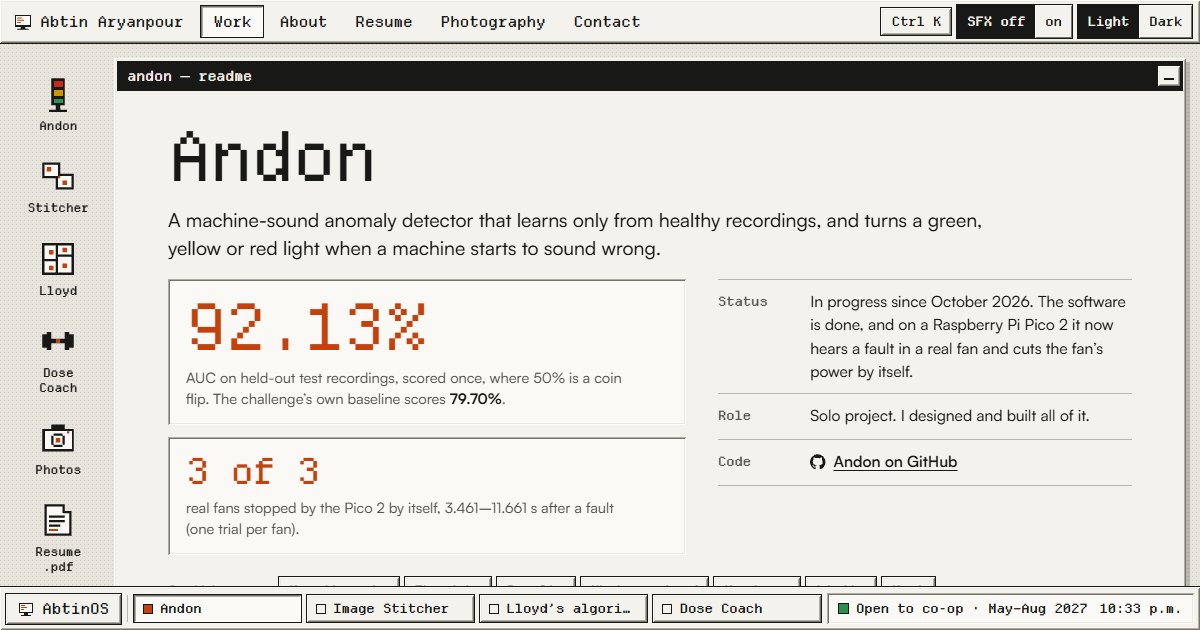 Abtin Aryanpour Work About Resume Photography Contact Ctrl K SFX off on Light Dark
andon — readme
Andon
Stitcher
Lloyd
Dose
Coach
Photos
Resume
.pdf
Andon
A machine-sound anomaly detector that learns only from healthy recordings, and turns a green,
yellow or red light when a machine starts to sound wrong.
92.13%
AUC on held-out test recordings, scored once, where 50% is a coin
flip. The challenge's own baseline scores 79.70%.
3 of 3
real fans stopped by the Pico 2 by itself, 3.461–11.661 s after a fault
(one trial per fan).
Status In progress since October 2026. The software
is done, and on a Raspberry Pi Pico 2 it now
hears a fault in a real fan and cuts the fan's
power by itself.
Role Solo project. I designed and built all of it.
Code Andon on GitHub
AbtinOS Andon Image Stitcher Lloyd's algori… Dose Coach Open to co-op · May–Aug 2027 10:33 p.m.